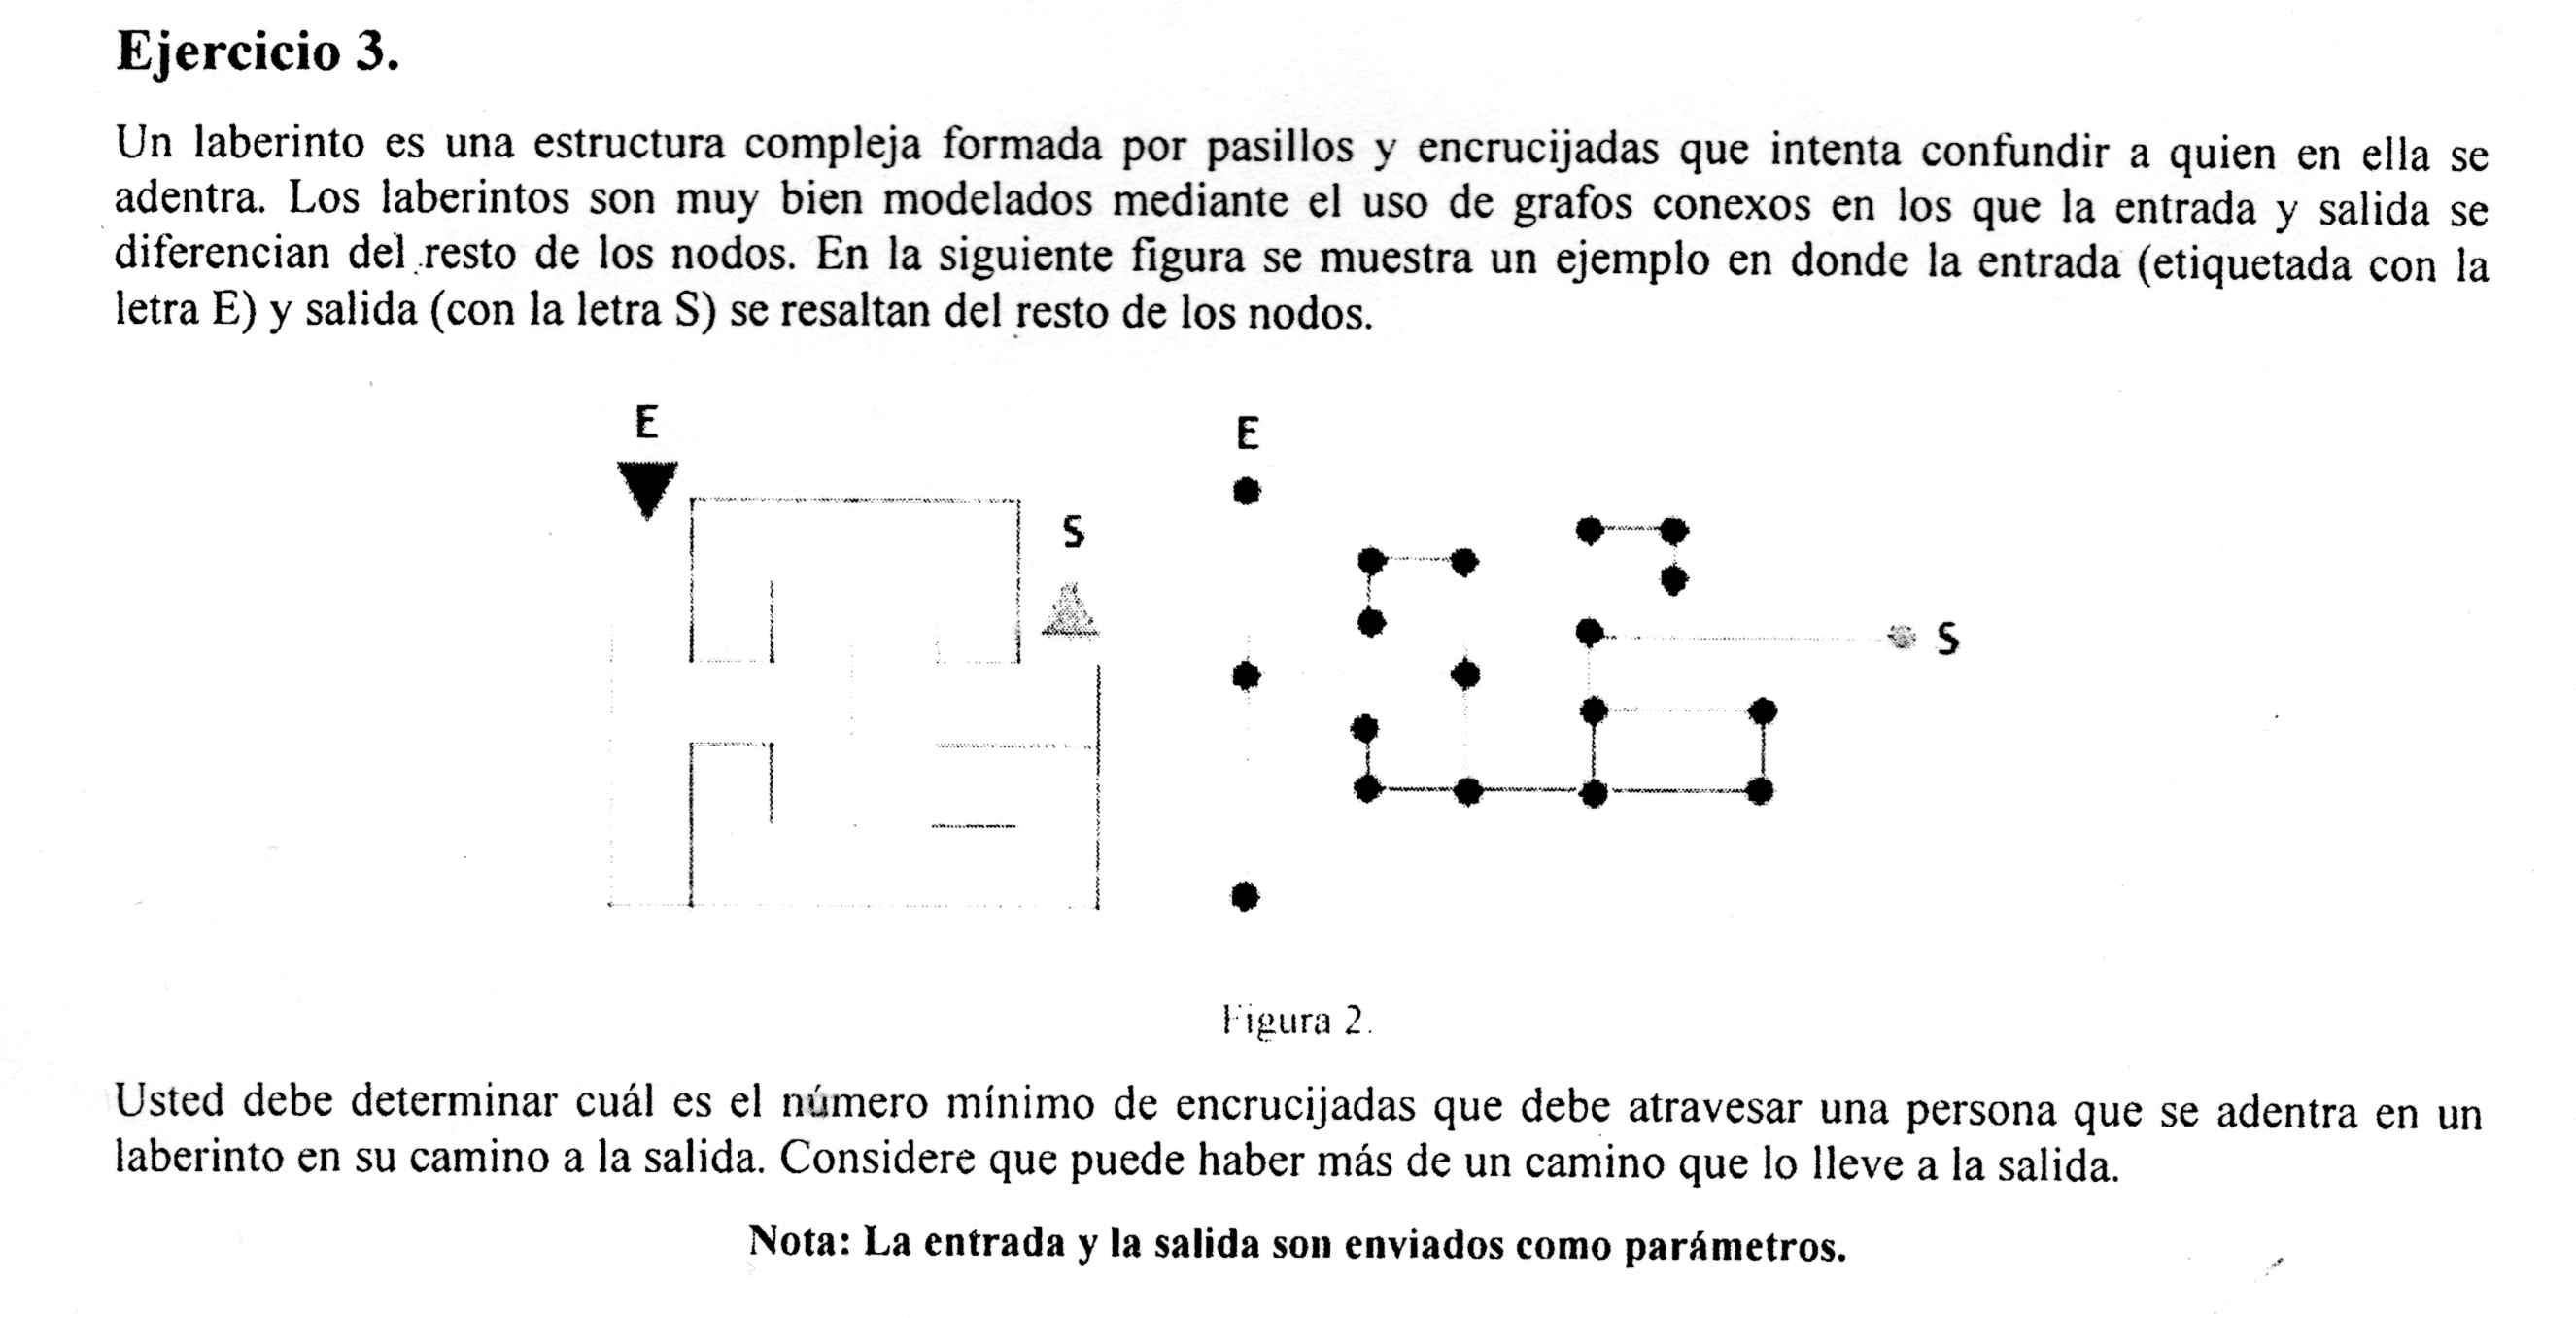 Ejercicio 3.
Un laberinto es una estructura compleja formada por pasillos y encrucijadas que intenta confundir a quien en ella se
adentra. Los laberintos son muy bien modelados mediante el uso de grafos conexos en los que la entrada y salida se
diferencian del resto de los nodos. En la siguiente figura se muestra un ejemplo en donde la entrada (etiquetada con la
letra E) y salida (con la letra S) se resaltan del resto de los nodos.
E
E
S
S
Figura 2.
Usted debe determinar cuál es el número mínimo de encrucijadas que debe atravesar una persona que se adentra en un
laberinto en su camino a la salida. Considere que puede haber más de un camino que lo lleve a la salida.
Nota: La entrada y la salida son enviados como parámetros.